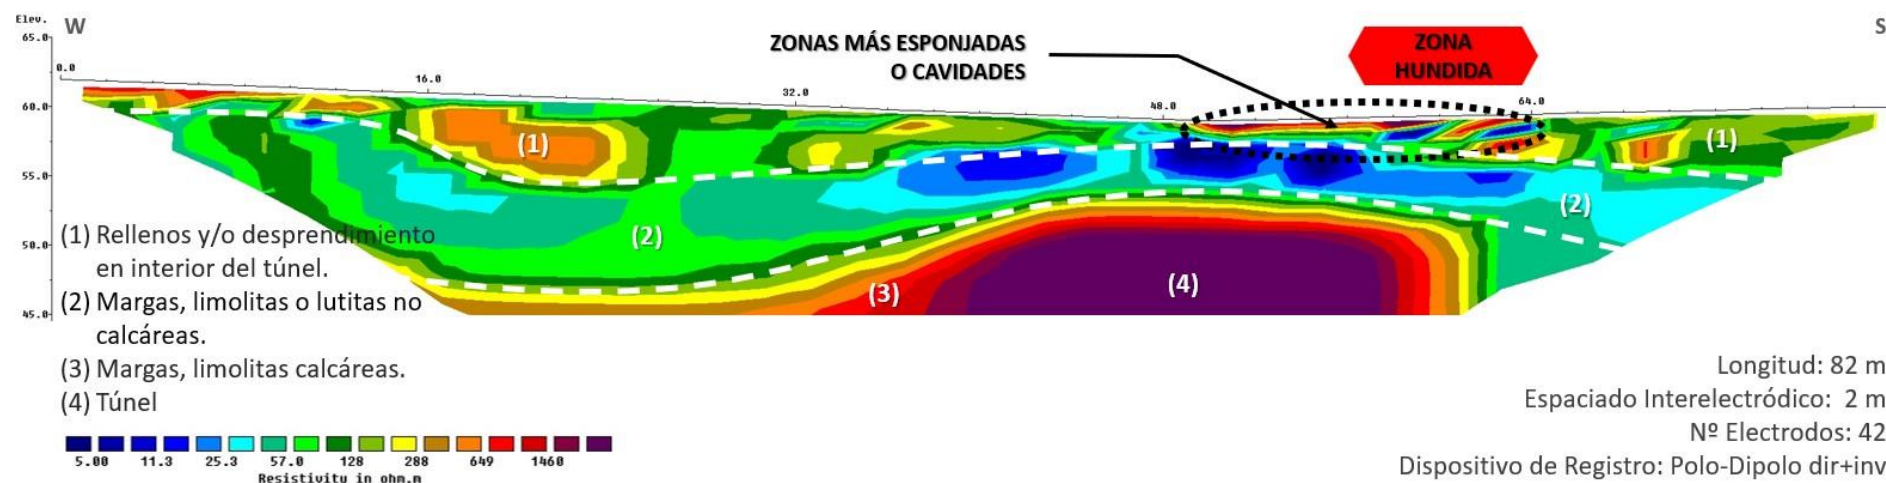 Elev.
W
S
65.0
ZONAS MÁS ESPONJADAS
O CAVIDADES
ZONA
HUNDIDA
0.0
16.0
32.0
48.0
64.0
60.0
55.0
50.0
45.0
(1)
(1)
(2)
(2)
(3)
(4)
(1) Rellenos y/o desprendimiento
en interior del túnel.
(2) Margas, limolitas o lutitas no
calcáreas.
(3) Margas, limolitas calcáreas.
(4) Túnel
5.00 11.3 25.3 57.0 128 288 649 1460
Resistivity in ohm.m
Longitud: 82 m
Espaciado Interelectródico: 2 m
Nº Electrodos: 42
Dispositivo de Registro: Polo-Dipolo dir+inv